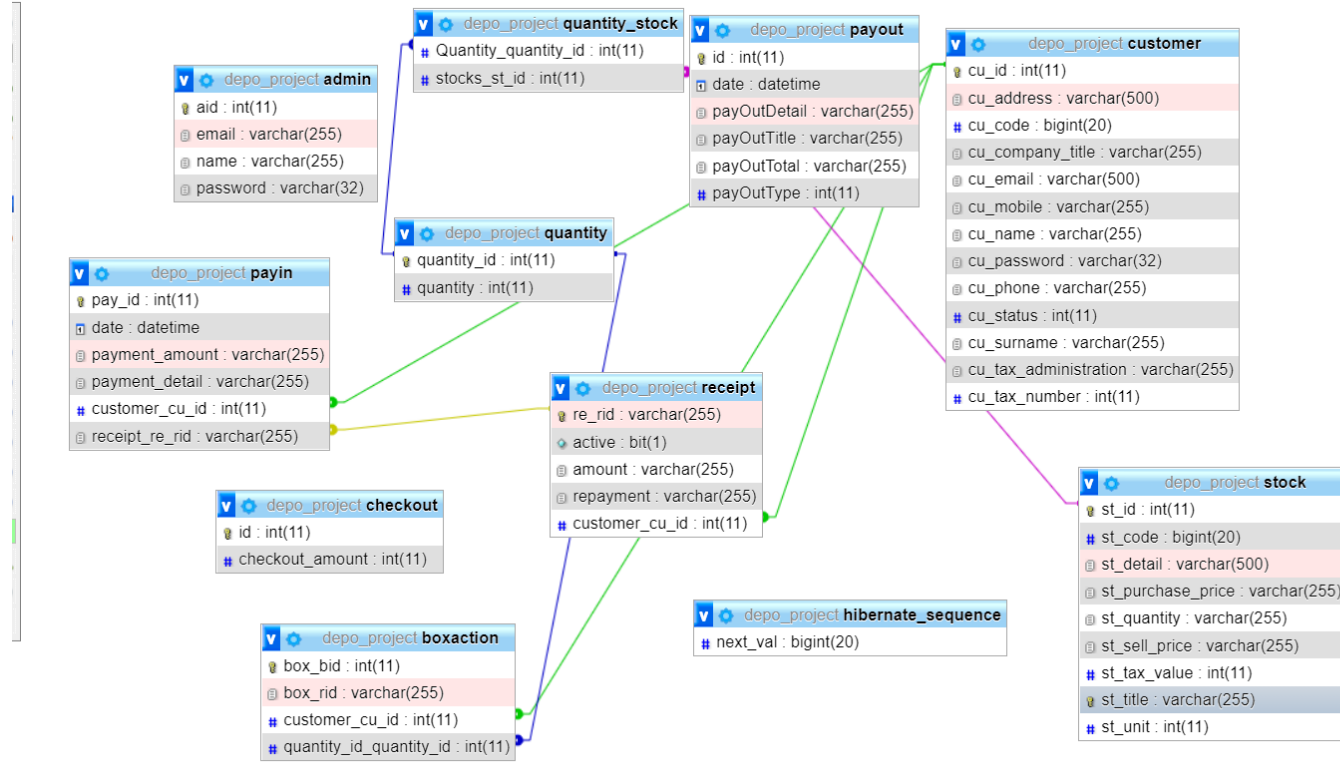 depo_project quantity_stock
Quantity_quantity_id : int(11)
stocks_st_id : int(11)
depo_project payout
id : int(11)
date : datetime
payOutDetail : varchar(255)
payOutTitle : varchar(255)
payOutTotal : varchar(255)
payOutType : int(11)
depo_project customer
cu_id : int(11)
cu_address : varchar(500)
cu_code : bigint(20)
cu_company_title : varchar(255)
cu_email : varchar(500)
cu_mobile : varchar(255)
cu_name : varchar(255)
cu_password : varchar(32)
cu_phone : varchar(255)
cu_status : int(11)
cu_surname : varchar(255)
cu_tax_administration : varchar(255)
cu_tax_number : int(11)
depo_project admin
aid : int(11)
email : varchar(255)
name : varchar(255)
password : varchar(32)
depo_project quantity
quantity_id : int(11)
quantity : int(11)
depo_project payin
pay_id : int(11)
date : datetime
payment_amount : varchar(255)
payment_detail : varchar(255)
customer_cu_id : int(11)
receipt_re_rid : varchar(255)
depo_project receipt
re_rid : varchar(255)
active : bit(1)
amount : varchar(255)
repayment : varchar(255)
customer_cu_id : int(11)
depo_project stock
st_id : int(11)
st_code : bigint(20)
st_detail : varchar(500)
st_purchase_price : varchar(255)
st_quantity : varchar(255)
st_sell_price : varchar(255)
st_tax_value : int(11)
st_title : varchar(255)
st_unit : int(11)
depo_project checkout
id : int(11)
checkout_amount : int(11)
depo_project hibernate_sequence
next_val : bigint(20)
depo_project boxaction
box_bid : int(11)
box_rid : varchar(255)
customer_cu_id : int(11)
quantity_id_quantity_id : int(11)